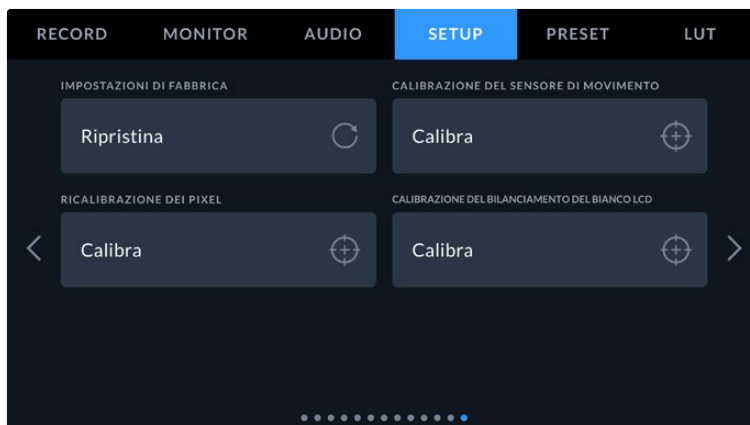 RECORD MONITOR AUDIO SETUP PRESET LUT
IMPOSTAZIONI DI FABBRICA
Ripristina
CALIBRAZIONE DEL SENSORE DI MOVIMENTO
Calibra
RICALIBRAZIONE DEI PIXEL
Calibra
CALIBRAZIONE DEL BILANCIAMENTO DEL BIANCO LCD
Calibra